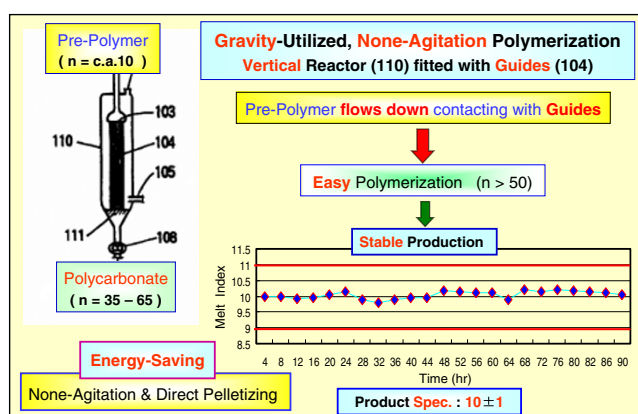 Pre-Polymer
( n = c.a.10 )
103
110
104
105
111
108
Polycarbonate
( n = 35 – 65 )
Energy-Saving
None-Agitation & Direct Pelletizing
Gravity-Utilized, None-Agitation Polymerization
Vertical Reactor (110) fitted with Guides (104)
Pre-Polymer flows down contacting with Guides
Easy Polymerization (n > 50)
Stable Production
Melt Index
11.5
11
10.5
10
9.5
9
8.5
4 8 12 16 20 24 28 32 36 40 44 48 52 56 60 64 68 72 76 80 82 86 90
Time (hr)
Product Spec. : 10±1